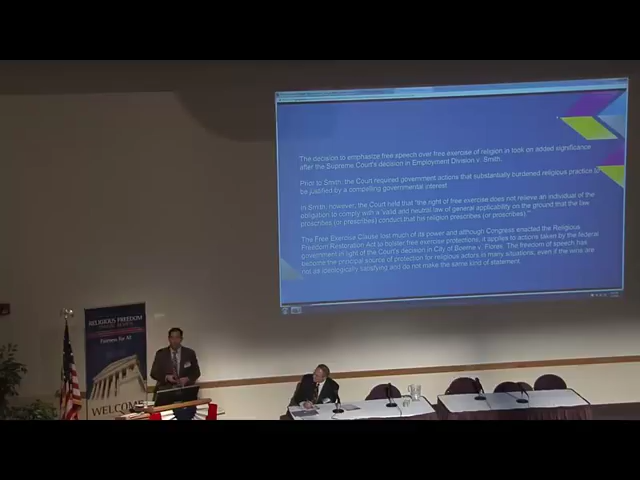 The decision to emphasize free speech over free exercise of religion in took on added significance
after the Supreme Court's decision in Employment Division v. Smith.
Prior to Smith, the Court required government actions that substantially burdened religious practice to
be justified by a compelling governmental interest
In Smith, however, the Court held that "the right of free exercise does not relieve an individual of the
obligation to comply with a 'valid and neutral law of general applicability on the ground that the law
proscribes (or prescribes) conduct that his religion prescribes (or proscribes).'"
The Free Exercise Clause lost much of its power and although Congress enacted the Religious
Freedom Restoration Act to bolster free exercise protections, it applies to actions taken by the federal
government in light of the Court's decision in City of Boerne v. Flores. The freedom of speech has
become the principal source of protection for religious actors in many situations, even if the wins are
not as ideologically satisfying and do not make the same kind of statement.
RELIGIOUS FREEDOM
Fairness for All
WELCOME